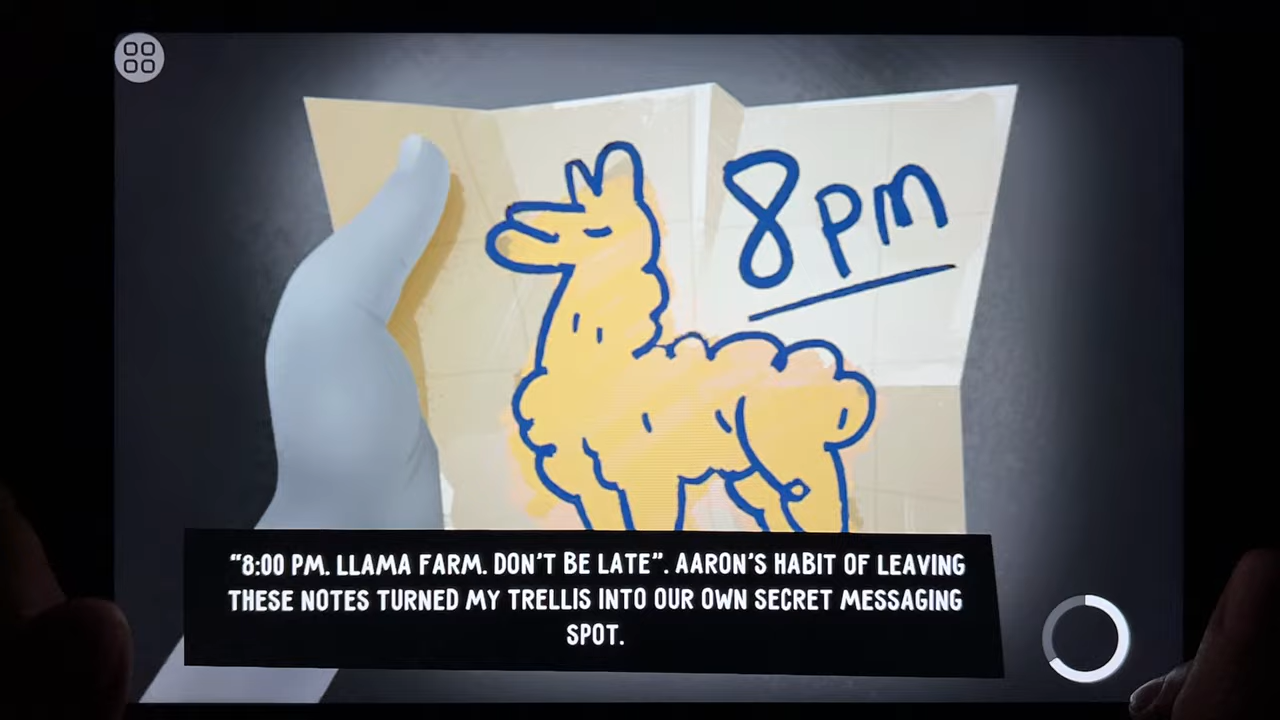 8pm
"8:00 PM. LLAMA FARM. DON'T BE LATE". AARON'S HABIT OF LEAVING
THESE NOTES TURNED MY TRELLIS INTO OUR OWN SECRET MESSAGING
SPOT.